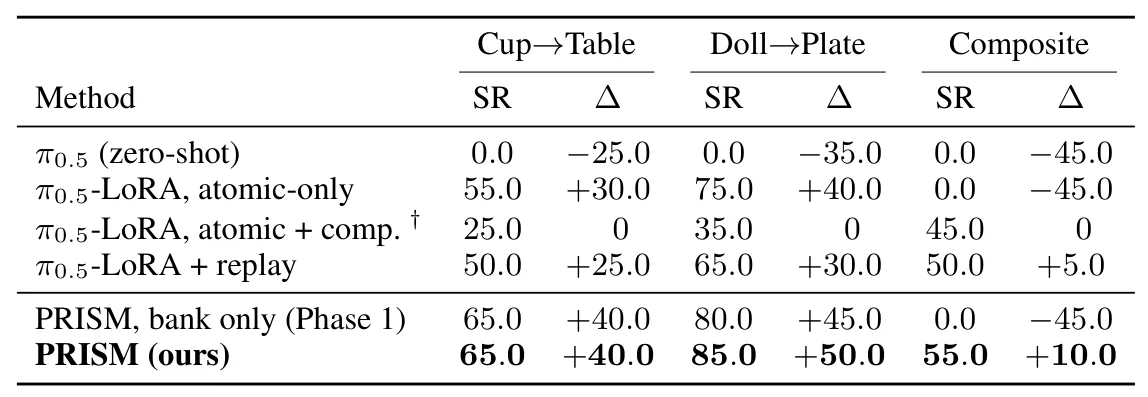 Cup→Table Doll→Plate Composite
Method SR Δ SR Δ SR Δ
π0.5 (zero-shot) 0.0 −25.0 0.0 −35.0 0.0 −45.0
π0.5-LoRA, atomic-only 55.0 +30.0 75.0 +40.0 0.0 −45.0
π0.5-LoRA, atomic + comp. † 25.0 0 35.0 0 45.0 0
π0.5-LoRA + replay 50.0 +25.0 65.0 +30.0 50.0 +5.0
PRISM, bank only (Phase 1) 65.0 +40.0 80.0 +45.0 0.0 −45.0
PRISM (ours) 65.0 +40.0 85.0 +50.0 55.0 +10.0